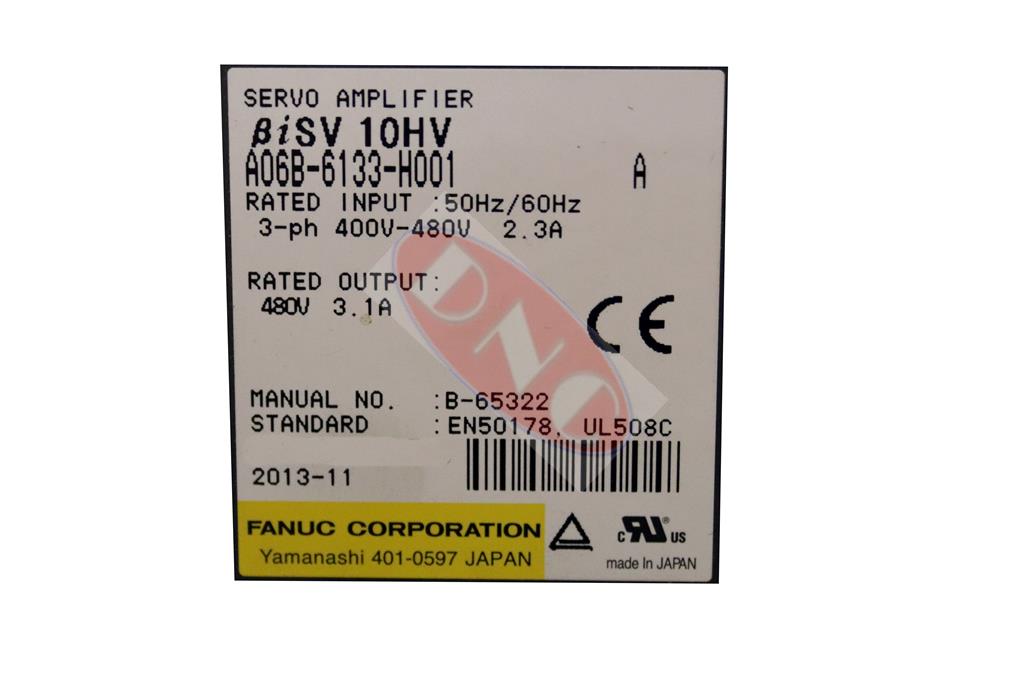 SERVO AMPLIFIER
βiSV 10HV
A06B-6133-H001 A
RATED INPUT :50Hz/60Hz
3-ph 400V-480V 2.3A
RATED OUTPUT:
480V 3.1A
CE
MANUAL NO. :B-65322
STANDARD :EN50178, UL508C
2013-11
FANUC CORPORATION
Yamanashi 401-0597 JAPAN
c RU® US
made In JAPAN
DNC